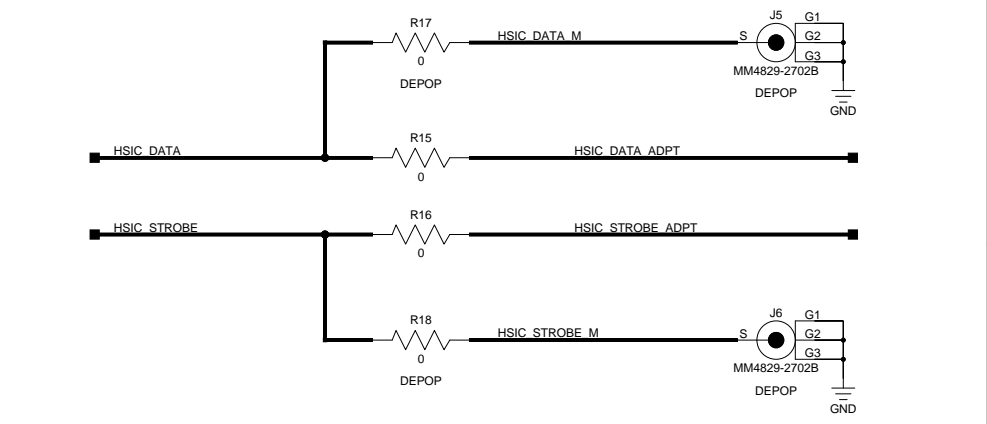 R17
J5
G1
HSIC_DATA_M
S
G2
0
G3
MM4829-2702B
DEPOP
DEPOP
GND
R15
HSIC_DATA
HSIC_DATA_ADPT
0
R16
HSIC_STROBE
HSIC_STROBE_ADPT
0
R18
J6
G1
HSIC_STROBE_M
S
G2
0
G3
MM4829-2702B
DEPOP
DEPOP
GND